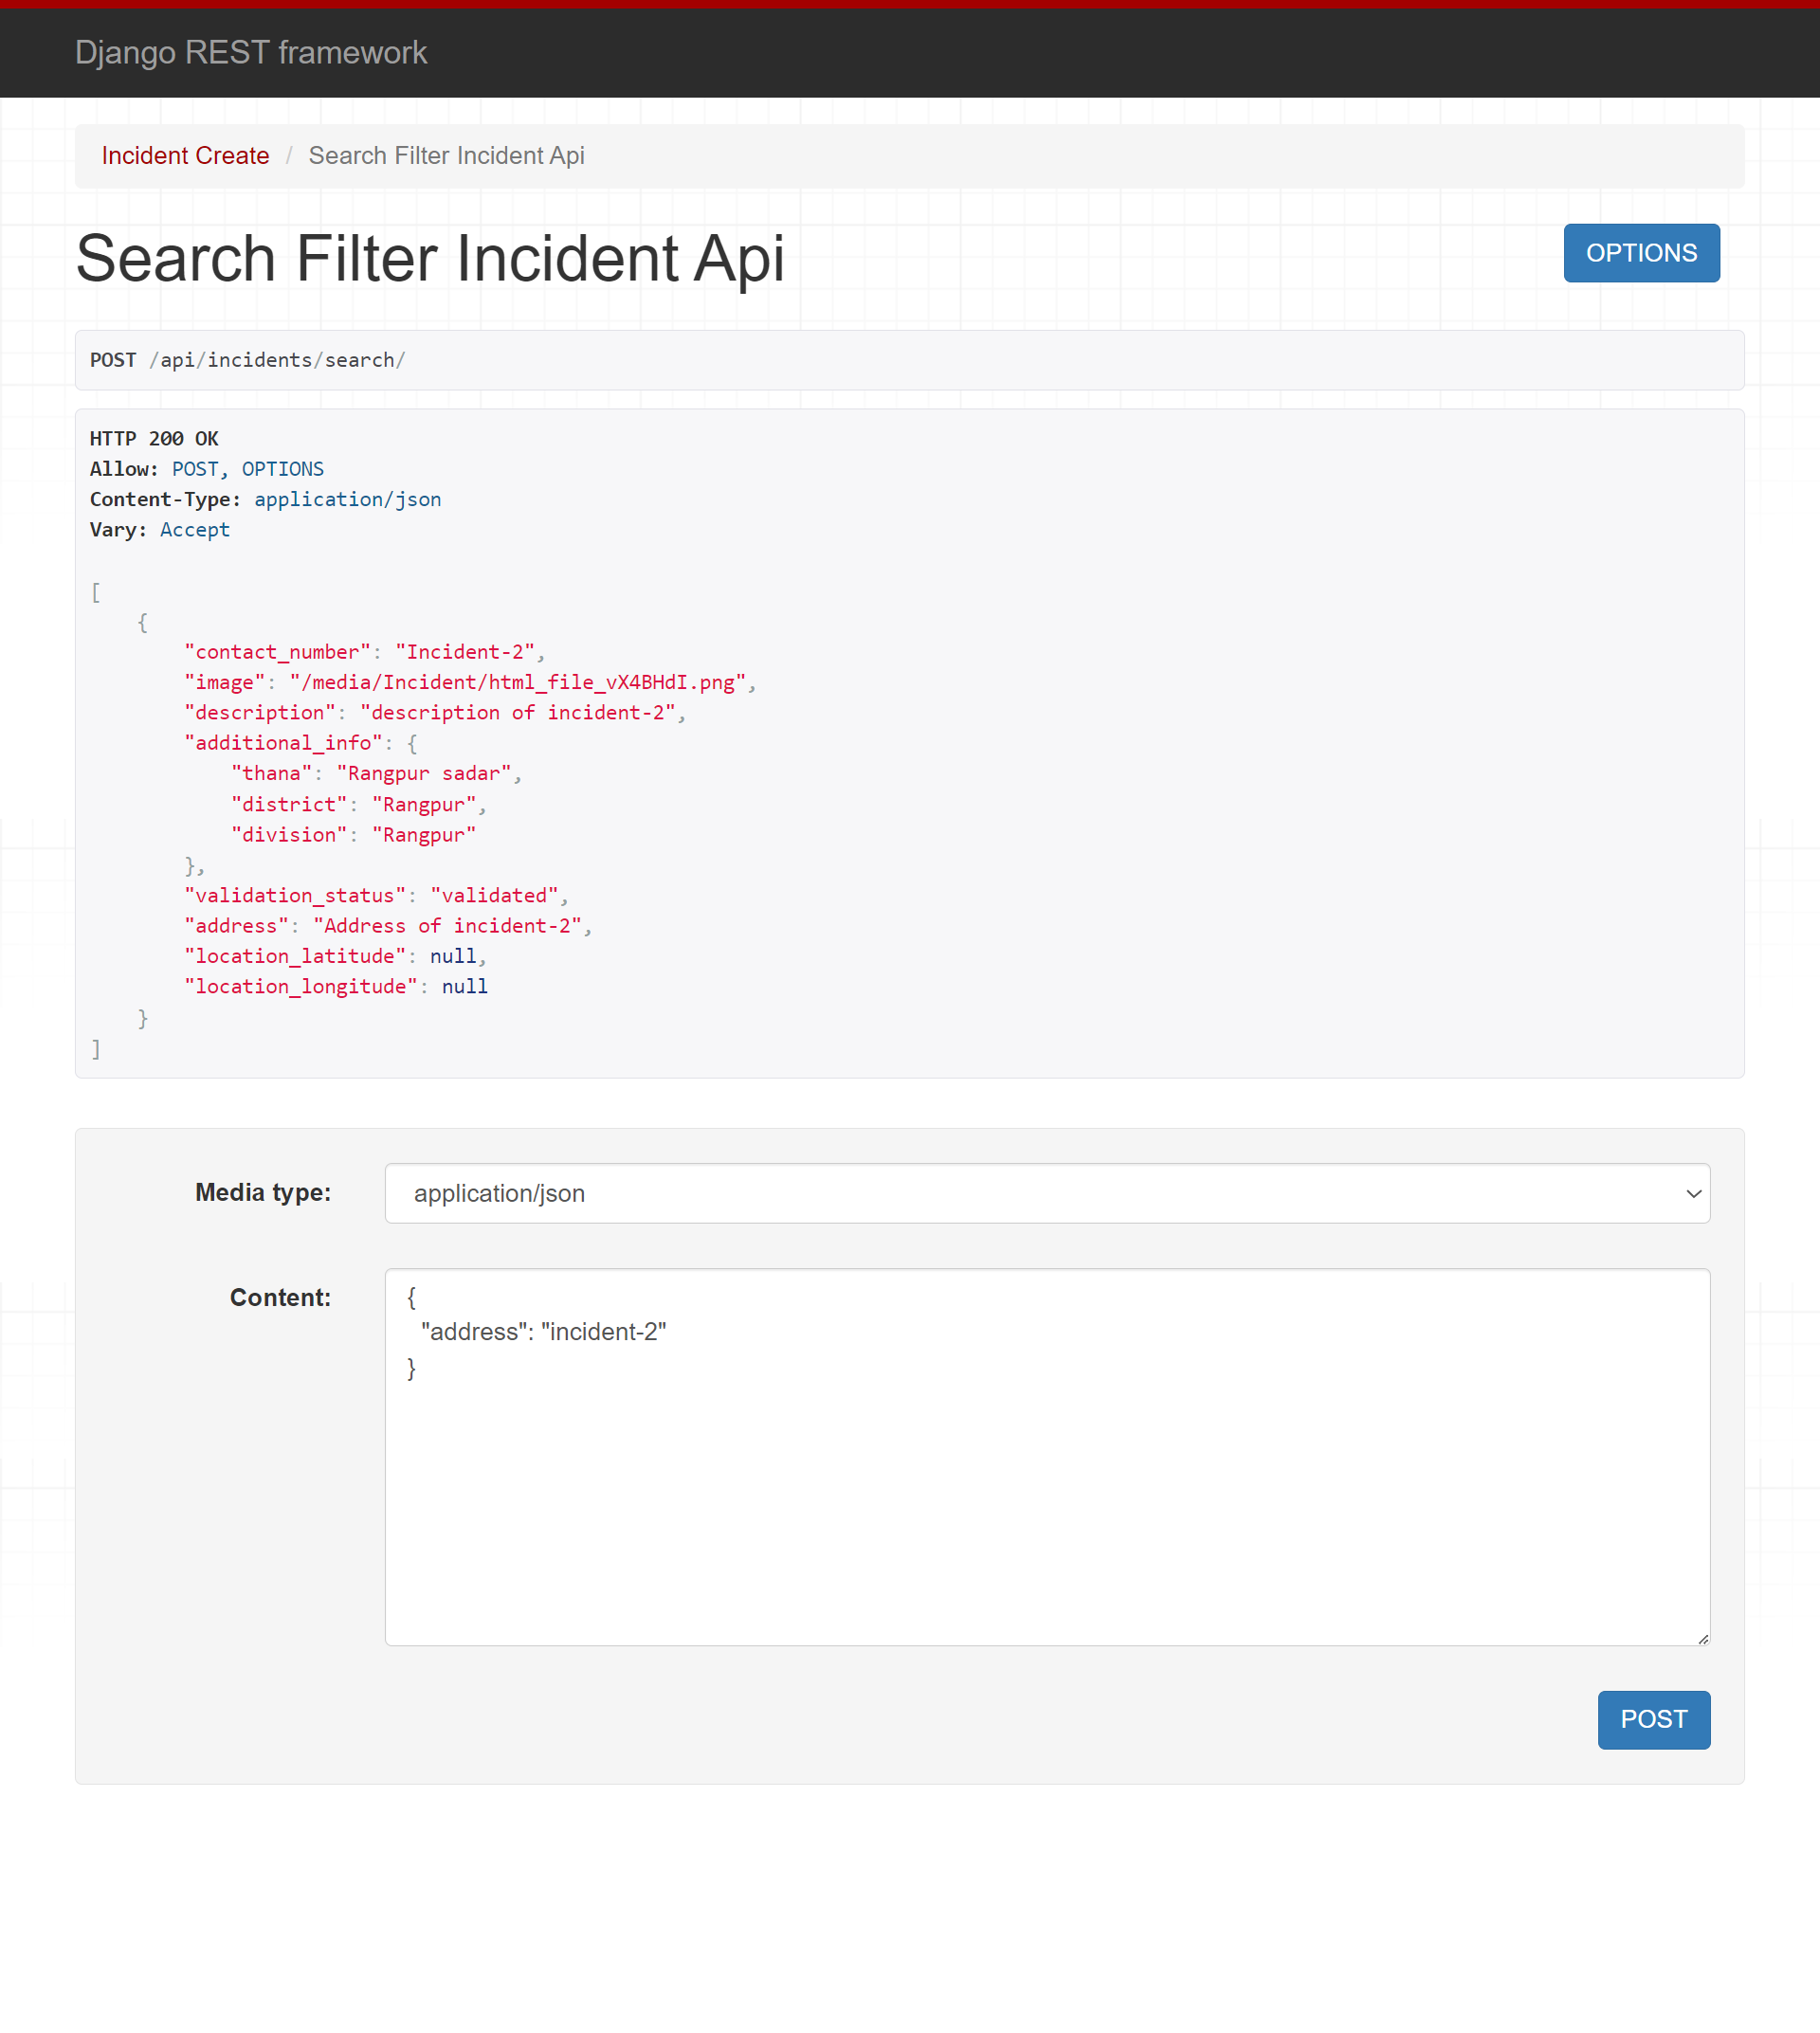 Django REST framework
Incident Create / Search Filter Incident Api
Search Filter Incident Api
OPTIONS
POST /api/incidents/search/
HTTP 200 OK
Allow: POST, OPTIONS
Content-Type: application/json
Vary: Accept
[
    {
        "contact_number": "Incident-2",
        "image": "/media/Incident/html_file_vX4BHdI.png",
        "description": "description of incident-2",
        "additional_info": {
            "thana": "Rangpur sadar",
            "district": "Rangpur",
            "division": "Rangpur"
        },
        "validation_status": "validated",
        "address": "Address of incident-2",
        "location_latitude": null,
        "location_longitude": null
    }
]
Media type: application/json
Content:
{
  "address": "incident-2"
}
POST